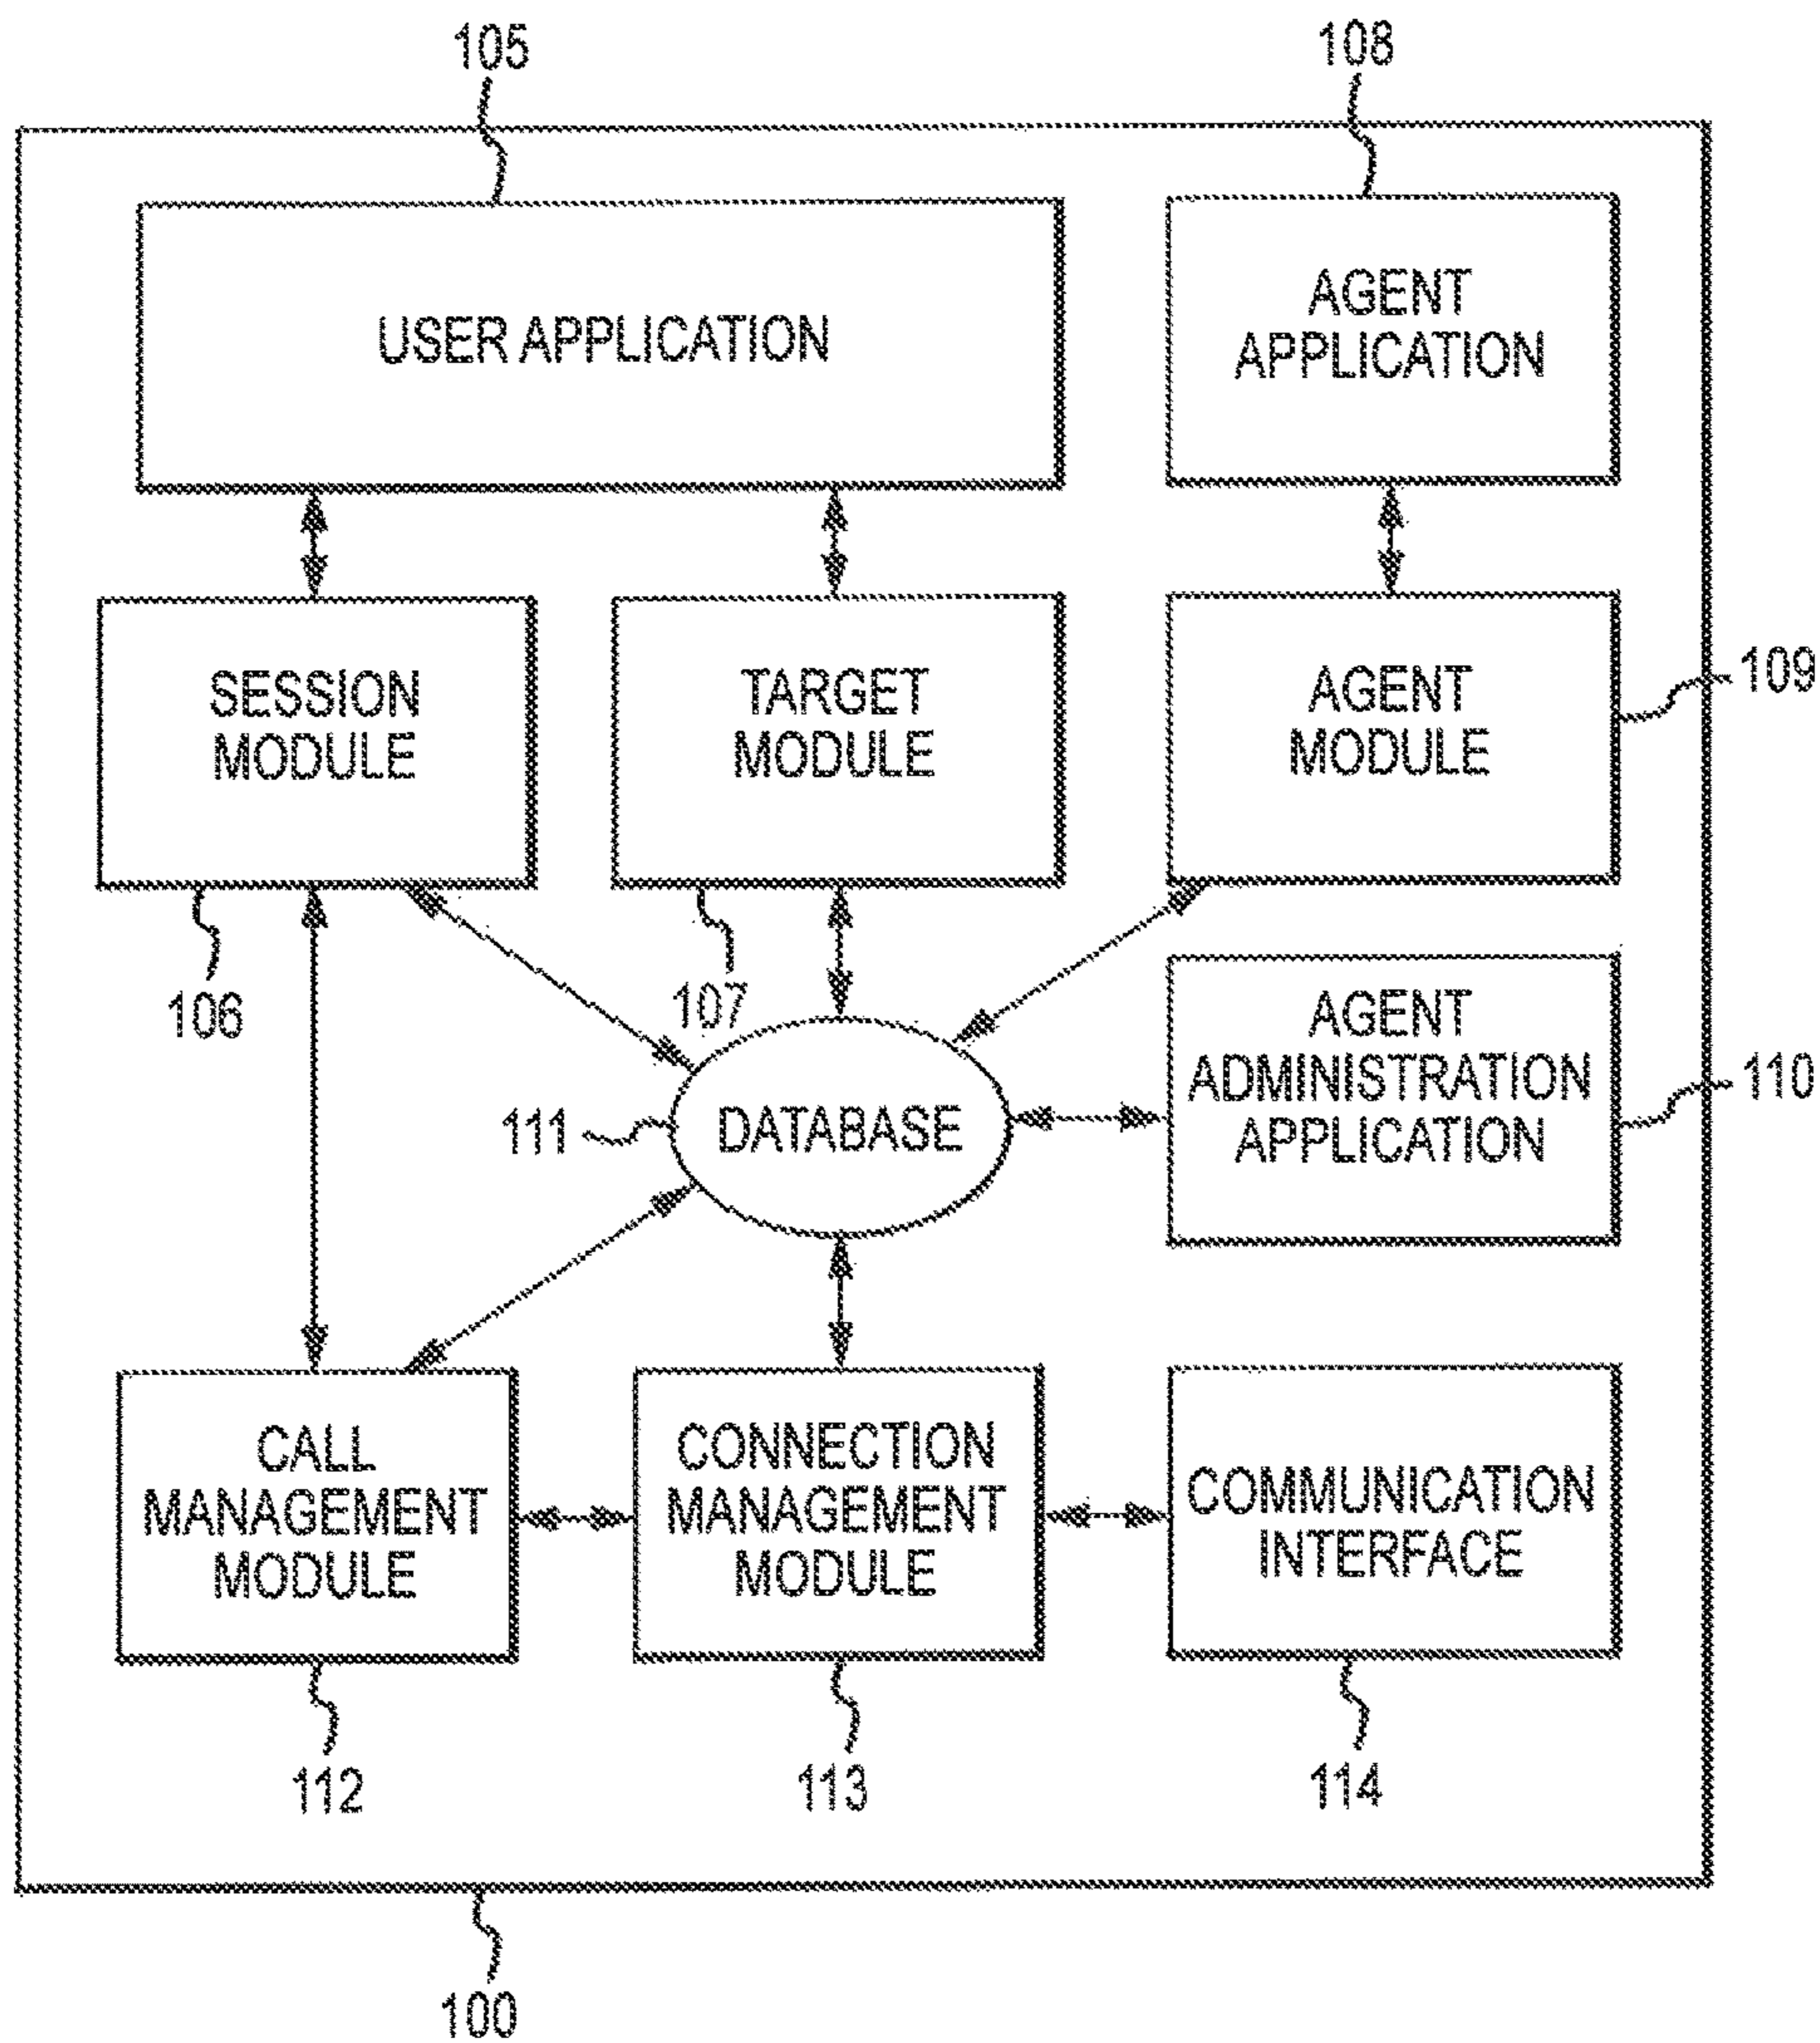 105
108
USER APPLICATION
AGENT
APPLICATION
SESSION
MODULE
TARGET
MODULE
AGENT
MODULE
109
106
107
AGENT
ADMINISTRATION
APPLICATION
110
111
DATABASE
CALL
MANAGEMENT
MODULE
CONNECTION
MANAGEMENT
MODULE
COMMUNICATION
INTERFACE
112
113
114
100